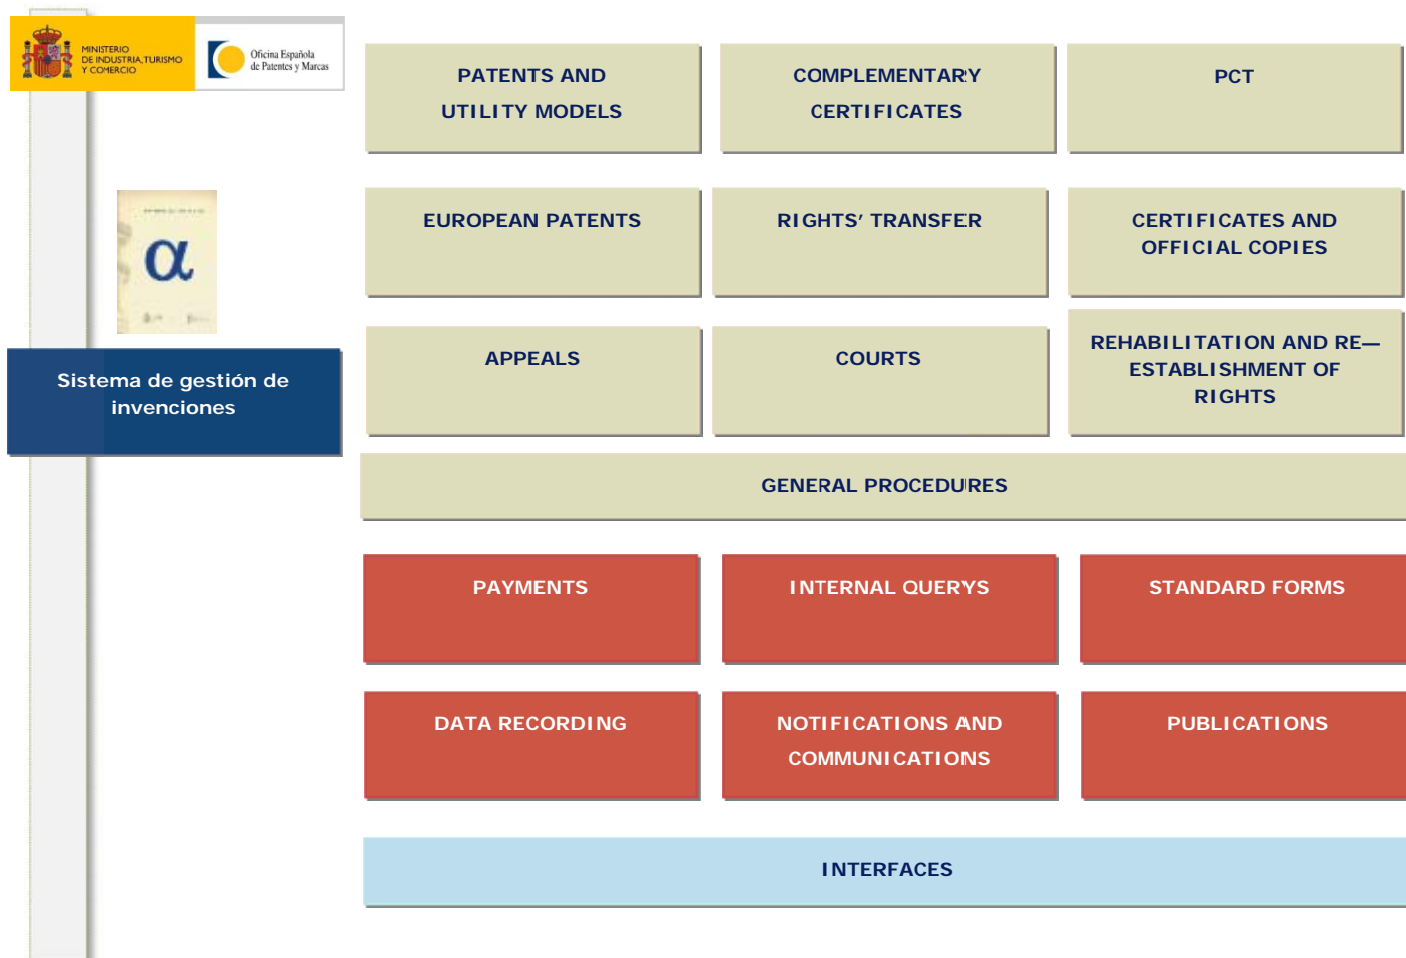 MINISTERIO
DE INDUSTRIA, TURISMO
Y COMERCIO
Oficina Española
de Patentes y Marcas
PATENTS AND
UTILITY MODELS
COMPLEMENTARY
CERTIFICATES
PCT
EUROPEAN PATENTS
RIGHTS’ TRANSFER
CERTIFICATES AND
OFFICIAL COPIES
α
Sistema de gestión de
invenciones
APPEALS
COURTS
REHABILITATION AND RE—
ESTABLISHMENT OF
RIGHTS
GENERAL PROCEDURES
PAYMENTS
INTERNAL QUERYS
STANDARD FORMS
DATA RECORDING
NOTIFICATIONS AND
COMMUNICATIONS
PUBLICATIONS
INTERFACES